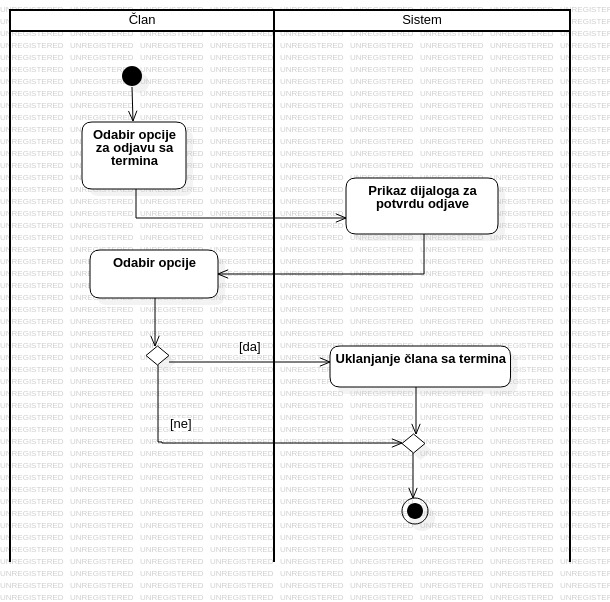 Član
Sistem
Odabir opcije
za odjavu sa
termina
Prikaz dijaloga za
potvrdu odjave
Odabir opcije
[da]
Uklanjanje člana sa termina
[ne]
UNREGISTERED